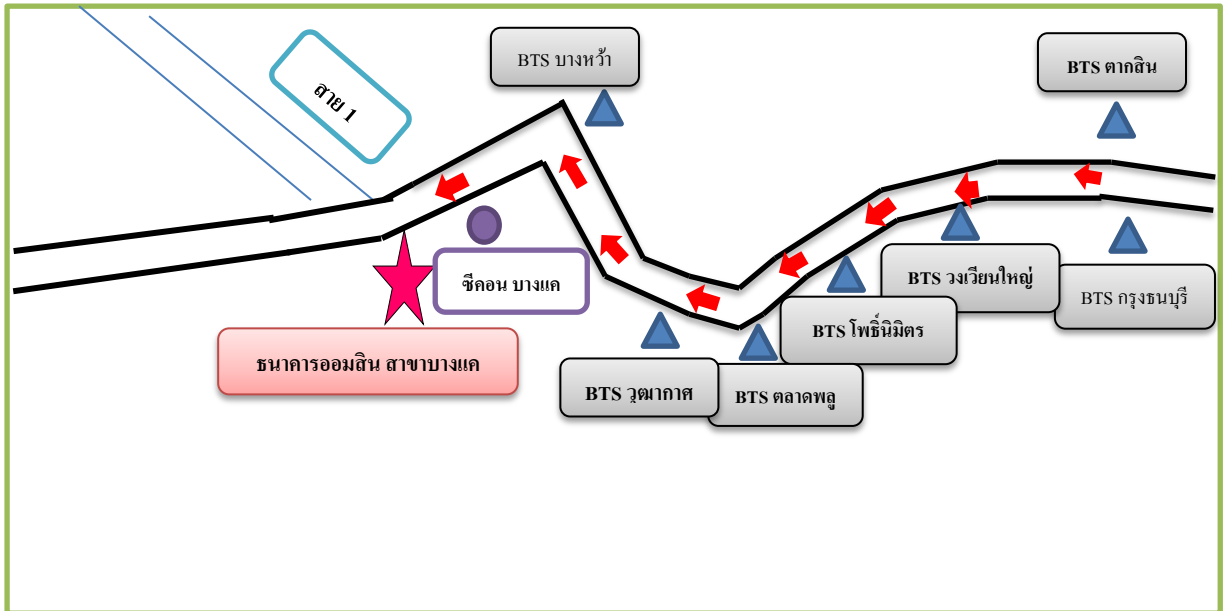 BTS บางหว้า
BTS ตากสิน
สาย 1
ซีคอน บางแค
BTS วงเวียนใหญ่
BTS กรุงธนบุรี
BTS โพธิ์นิมิตร
ธนาคารออมสิน สาขาบางแค
BTS วุฒากาศ
BTS ตลาดพลู